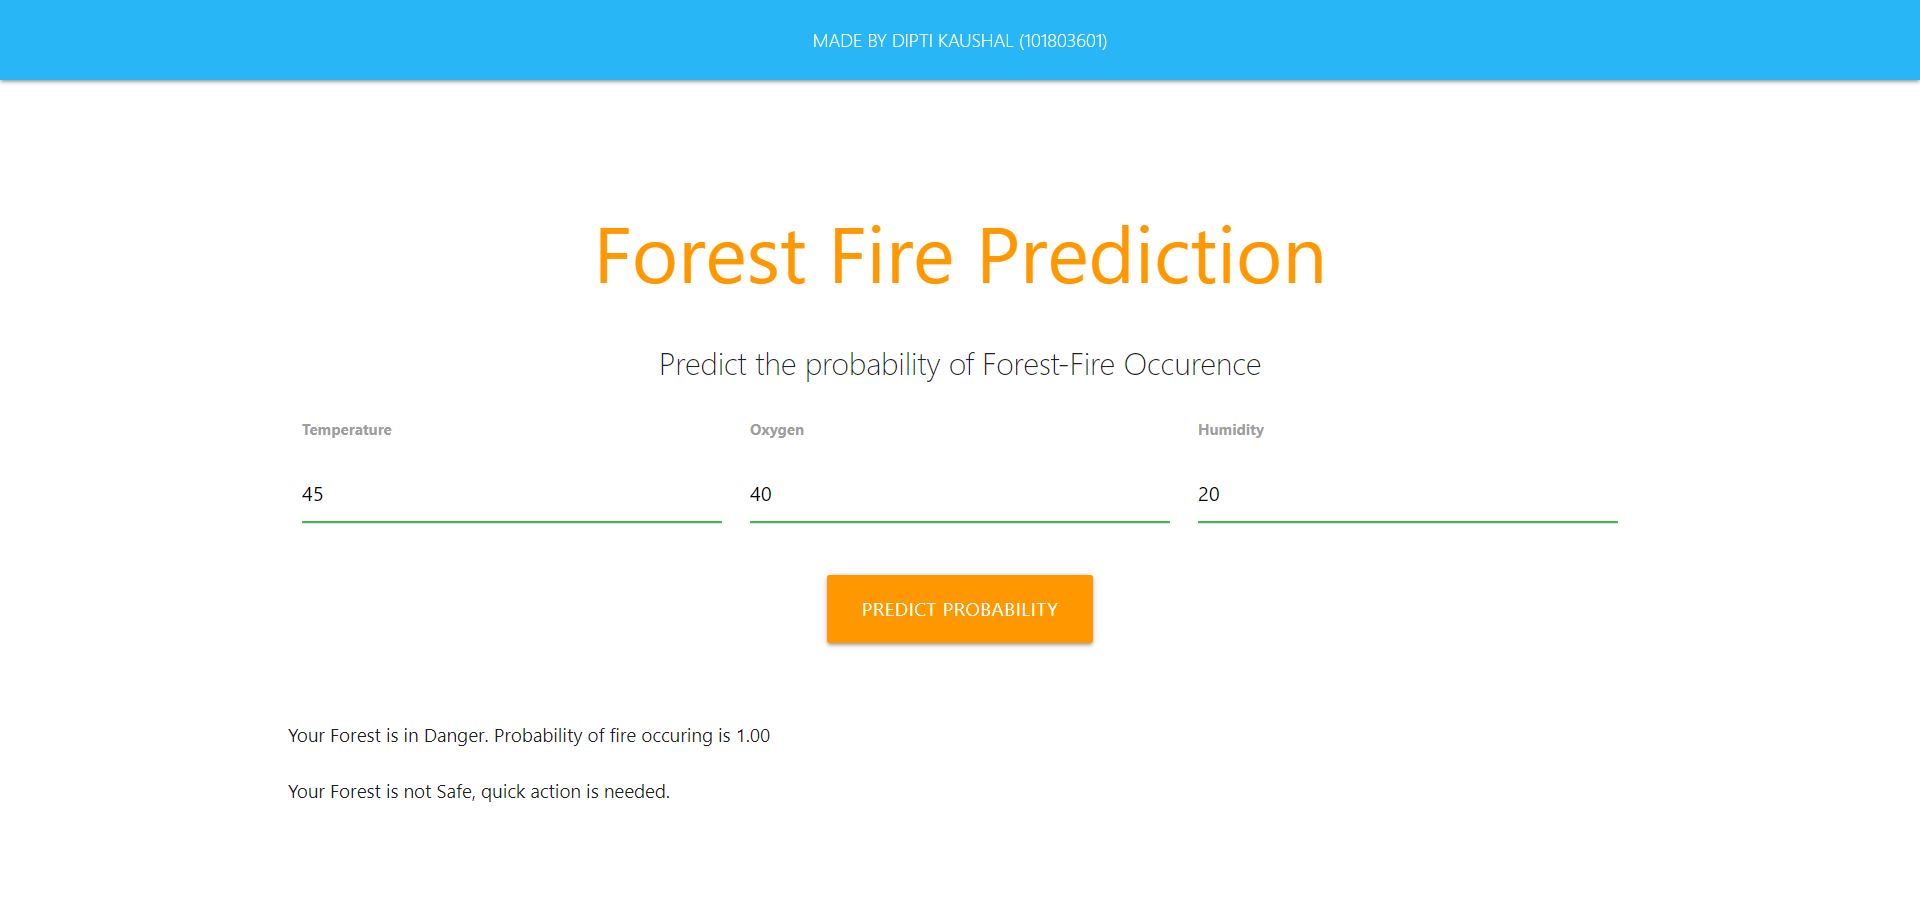 MADE BY DIPTI KAUSHAL (101803601)
Forest Fire Prediction
Predict the probability of Forest-Fire Occurence
Temperature Oxygen Humidity
45 40 20
PREDICT PROBABILITY
Your Forest is in Danger. Probability of fire occuring is 1.00
Your Forest is not Safe, quick action is needed.